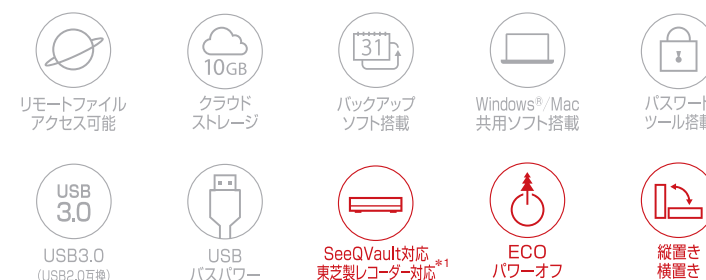 10GB
31
リモートファイル
アクセス可能
クラウド
ストレージ
バックアップ
ソフト搭載
Windows®/Mac
共用ソフト搭載
パスワード
ツール搭載
USB
3.0
USB3.0
(USB2.0互換)
USB
バスパワー
SeeQVault対応
東芝製レコーダー対応*1
ECO
パワーオフ
縦置き
横置き